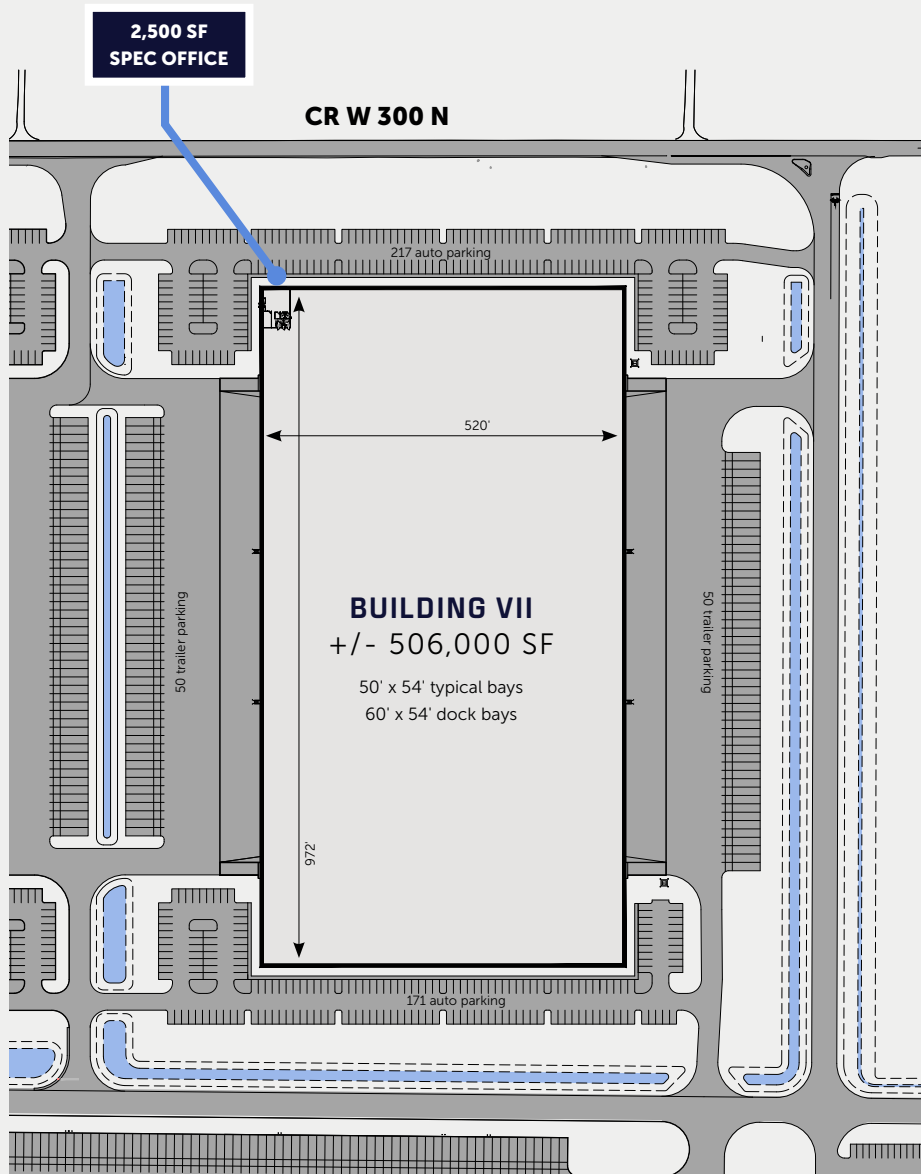 2,500 SF
SPEC OFFICE
CR W 300 N
217 auto parking
520'
50 trailer parking
50 trailer parking
BUILDING VII
+/- 506,000 SF
50' x 54' typical bays
60' x 54' dock bays
972'
171 auto parking